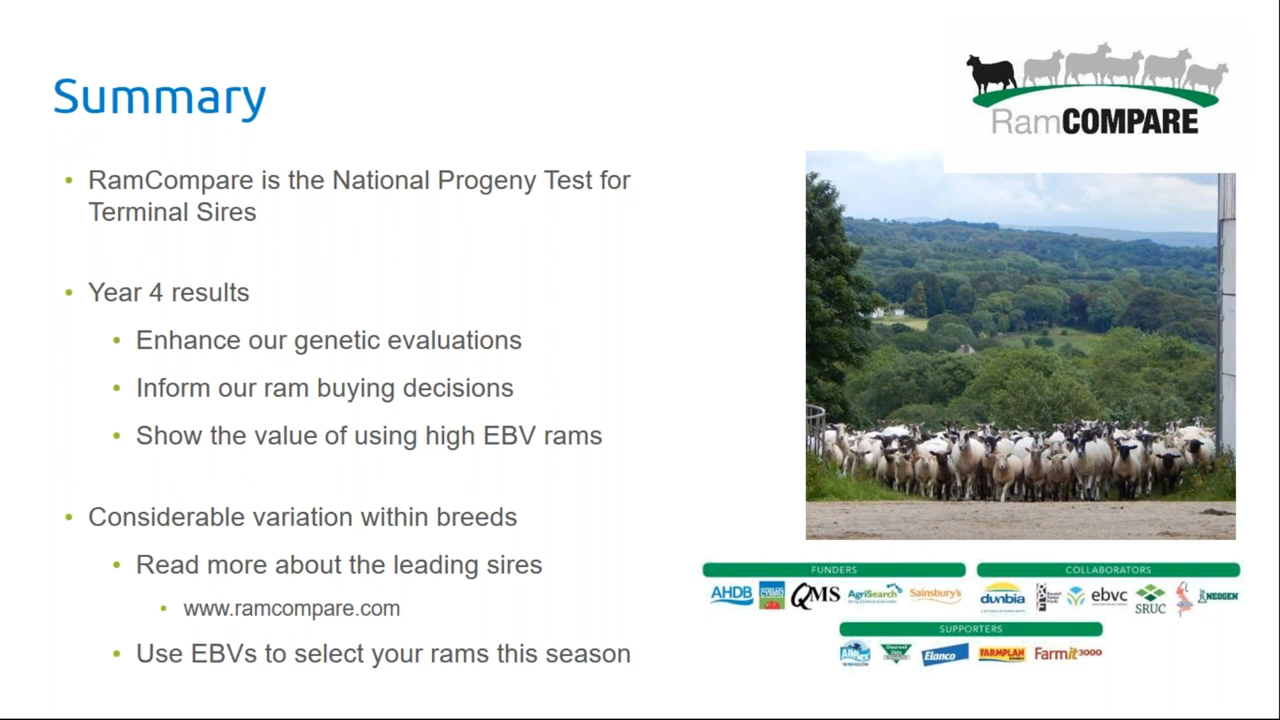 Summary
RamCOMPARE
• RamCompare is the National Progeny Test for
Terminal Sires
• Year 4 results
• Enhance our genetic evaluations
• Inform our ram buying decisions
• Show the value of using high EBV rams
• Considerable variation within breeds
• Read more about the leading sires
• www.ramcompare.com
• Use EBVs to select your rams this season
FUNDERS
AHDB QMS AgriSearch Sainsbury's
COLLABORATORS
dunbia ebvc SRUC NEOGEN
SUPPORTERS
Allflex Elanco FARMPLAN Farmit3000